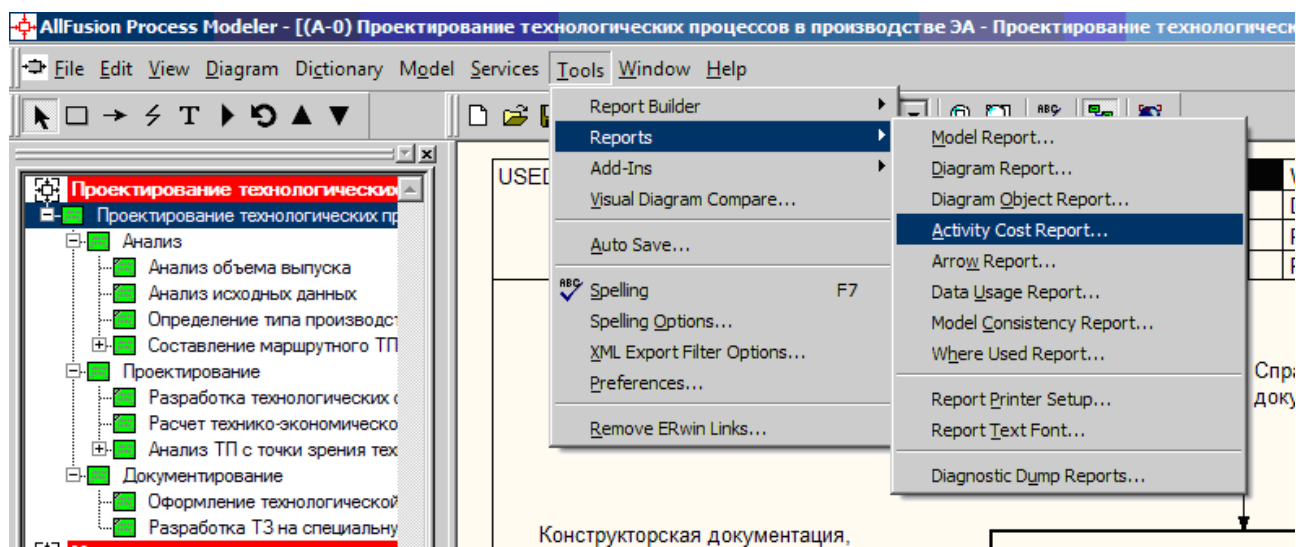 AllFusion Process Modeler - [(A-0) Проектирование технологических процессов в производстве ЭА - Проектирование технологическ
File Edit View Diagram Dictionary Model Services Tools Window Help
T
ABC
Report Builder
Reports
Add-Ins
Visual Diagram Compare...
Auto Save...
ABC
Spelling F7
Spelling Options...
XML Export Filter Options...
Preferences...
Remove ERwin Links...
Model Report...
Diagram Report...
Diagram Object Report...
Activity Cost Report...
Arrow Report...
Data Usage Report...
Model Consistency Report...
Where Used Report...
Report Printer Setup...
Report Text Font...
Diagnostic Dump Reports...
Проектирование технологических
Проектирование технологических пр
Анализ
Анализ объема выпуска
Анализ исходных данных
Определение типа производст
Составление маршрутного ТП
Проектирование
Разработка технологических о
Расчет технико-экономическо
Анализ ТП с точки зрения тех
Документирование
Оформление технологической
Разработка ТЗ на специальну
USED
Спра
доку
Конструкторская документация,